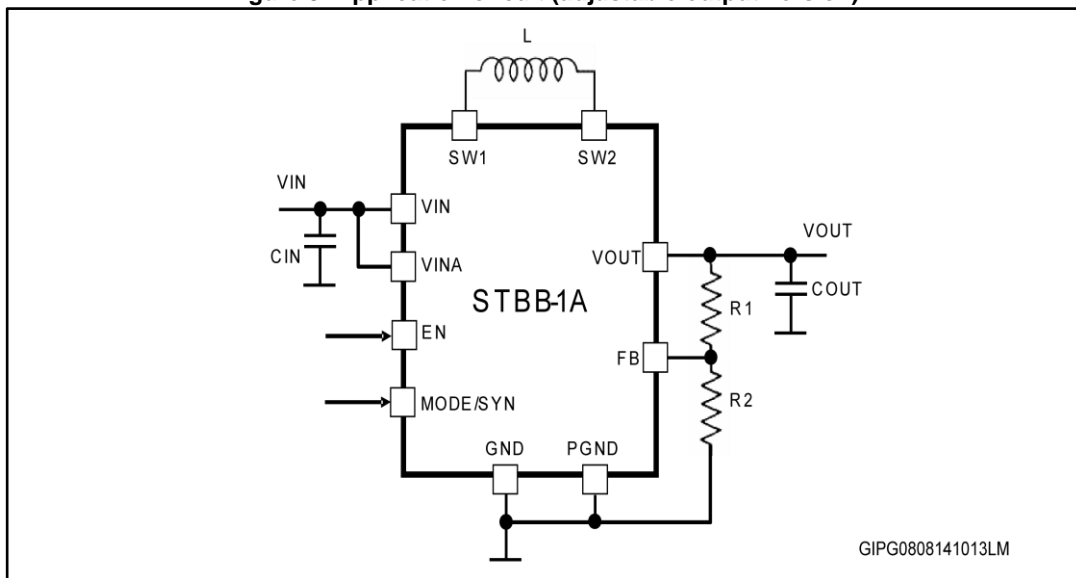 L
SW1 SW2
VIN
VIN
CIN
VINA
VOUT
VOUT
COUT
STBB-1A
R1
EN
FB
MODE/SYN
R2
GND PGND
GIPG0808141013LM